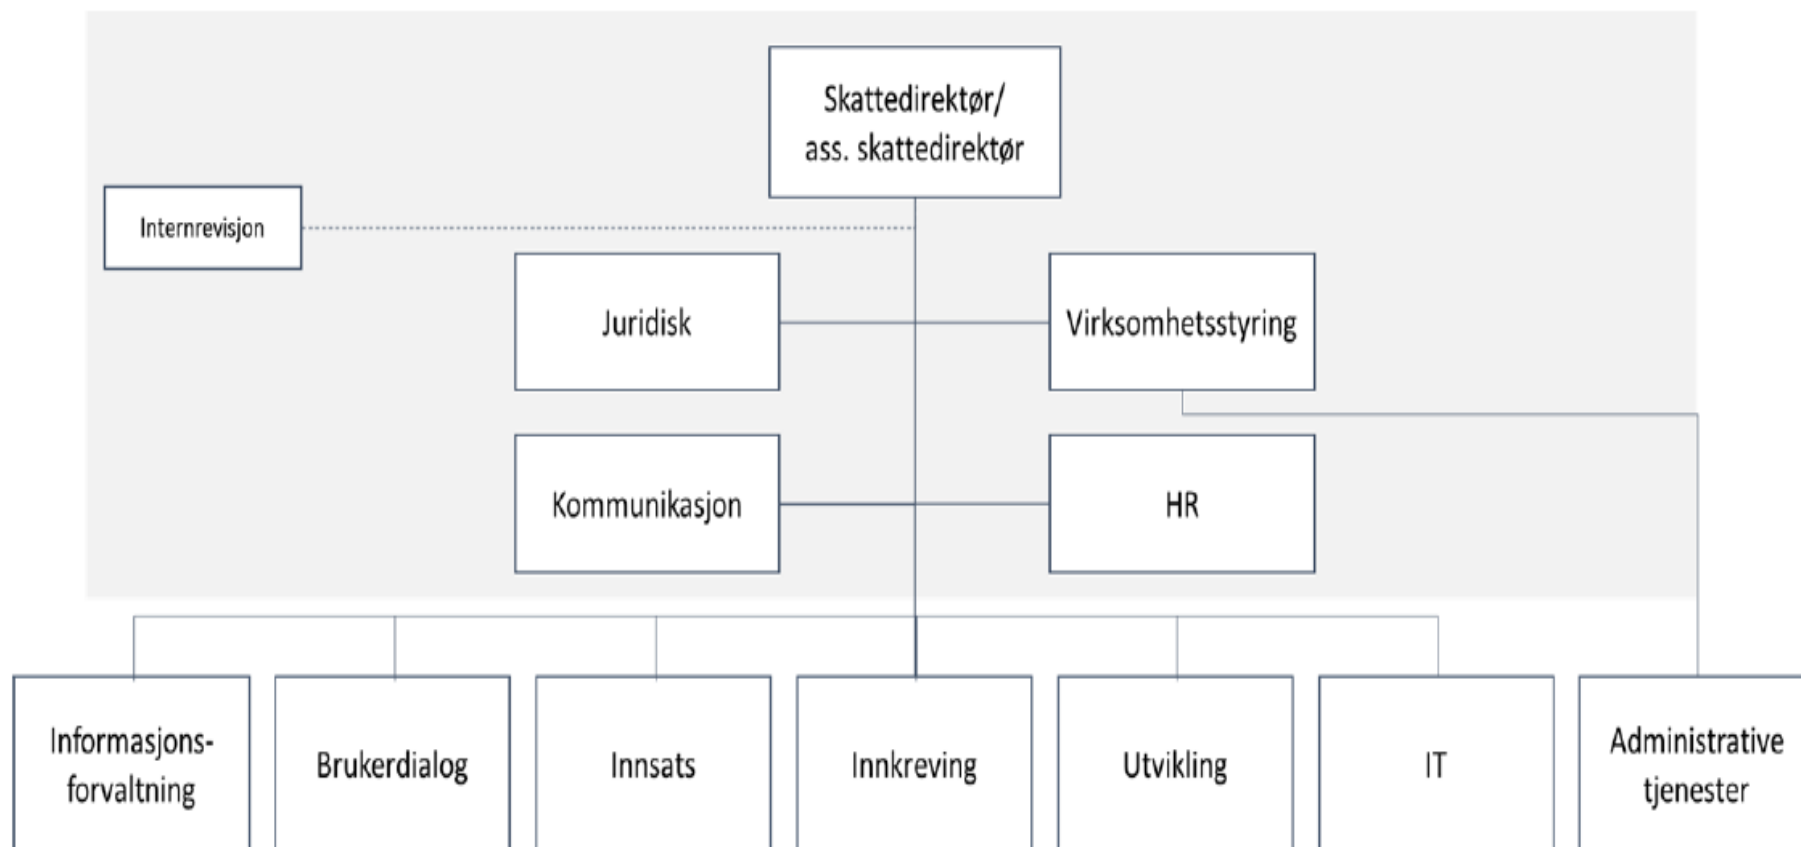 Skattedirektør/
ass. skattedirektør
Internrevisjon
Juridisk
Virksomhetsstyring
Kommunikasjon
HR
Informasjons-
forvaltning
Brukerdialog
Innsats
Innkreving
Utvikling
IT
Administrative
tjenester